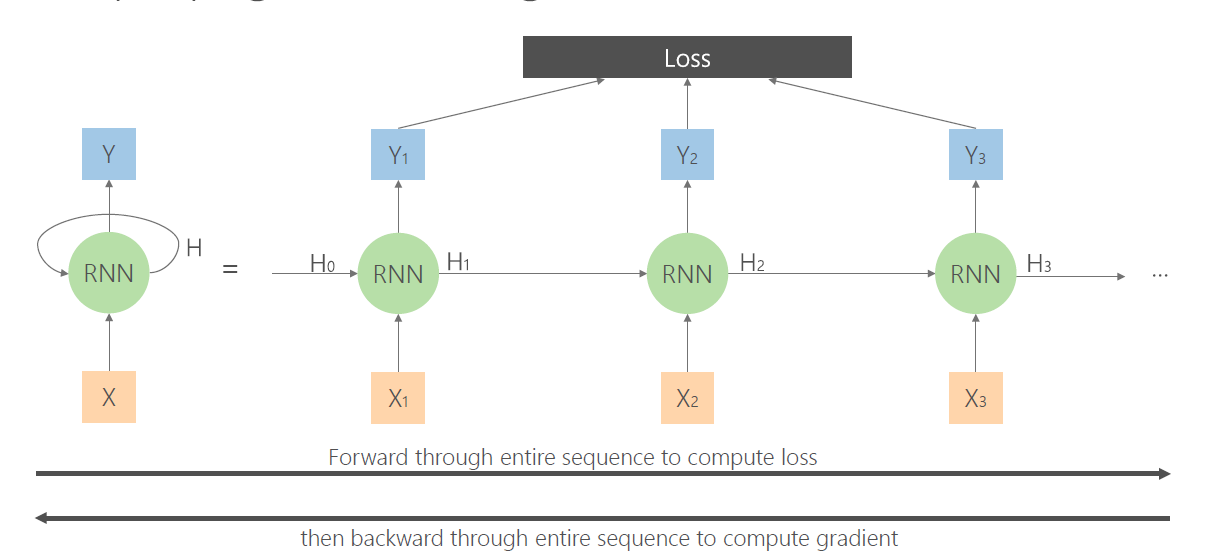 Loss
Y Y₁ Y₂ Y₃
H
RNN = H₀ RNN H₁ RNN H₂ RNN H₃ ...
X X₁ X₂ X₃
Forward through entire sequence to compute loss
then backward through entire sequence to compute gradient